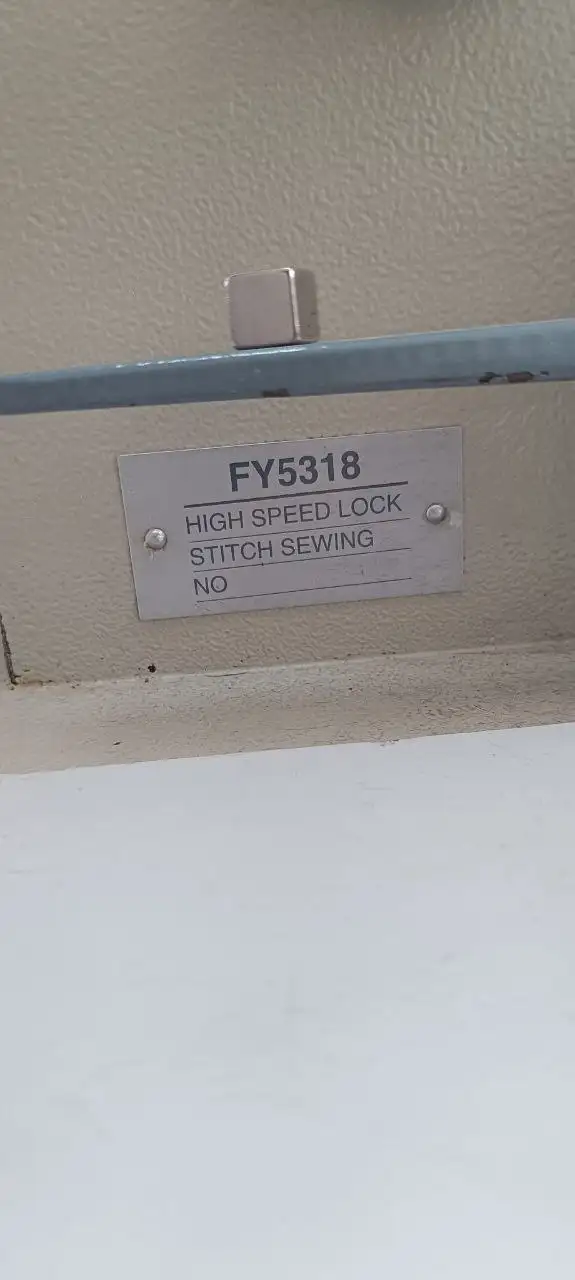 FY5318
HIGH SPEED LOCK
STITCH SEWING
NO